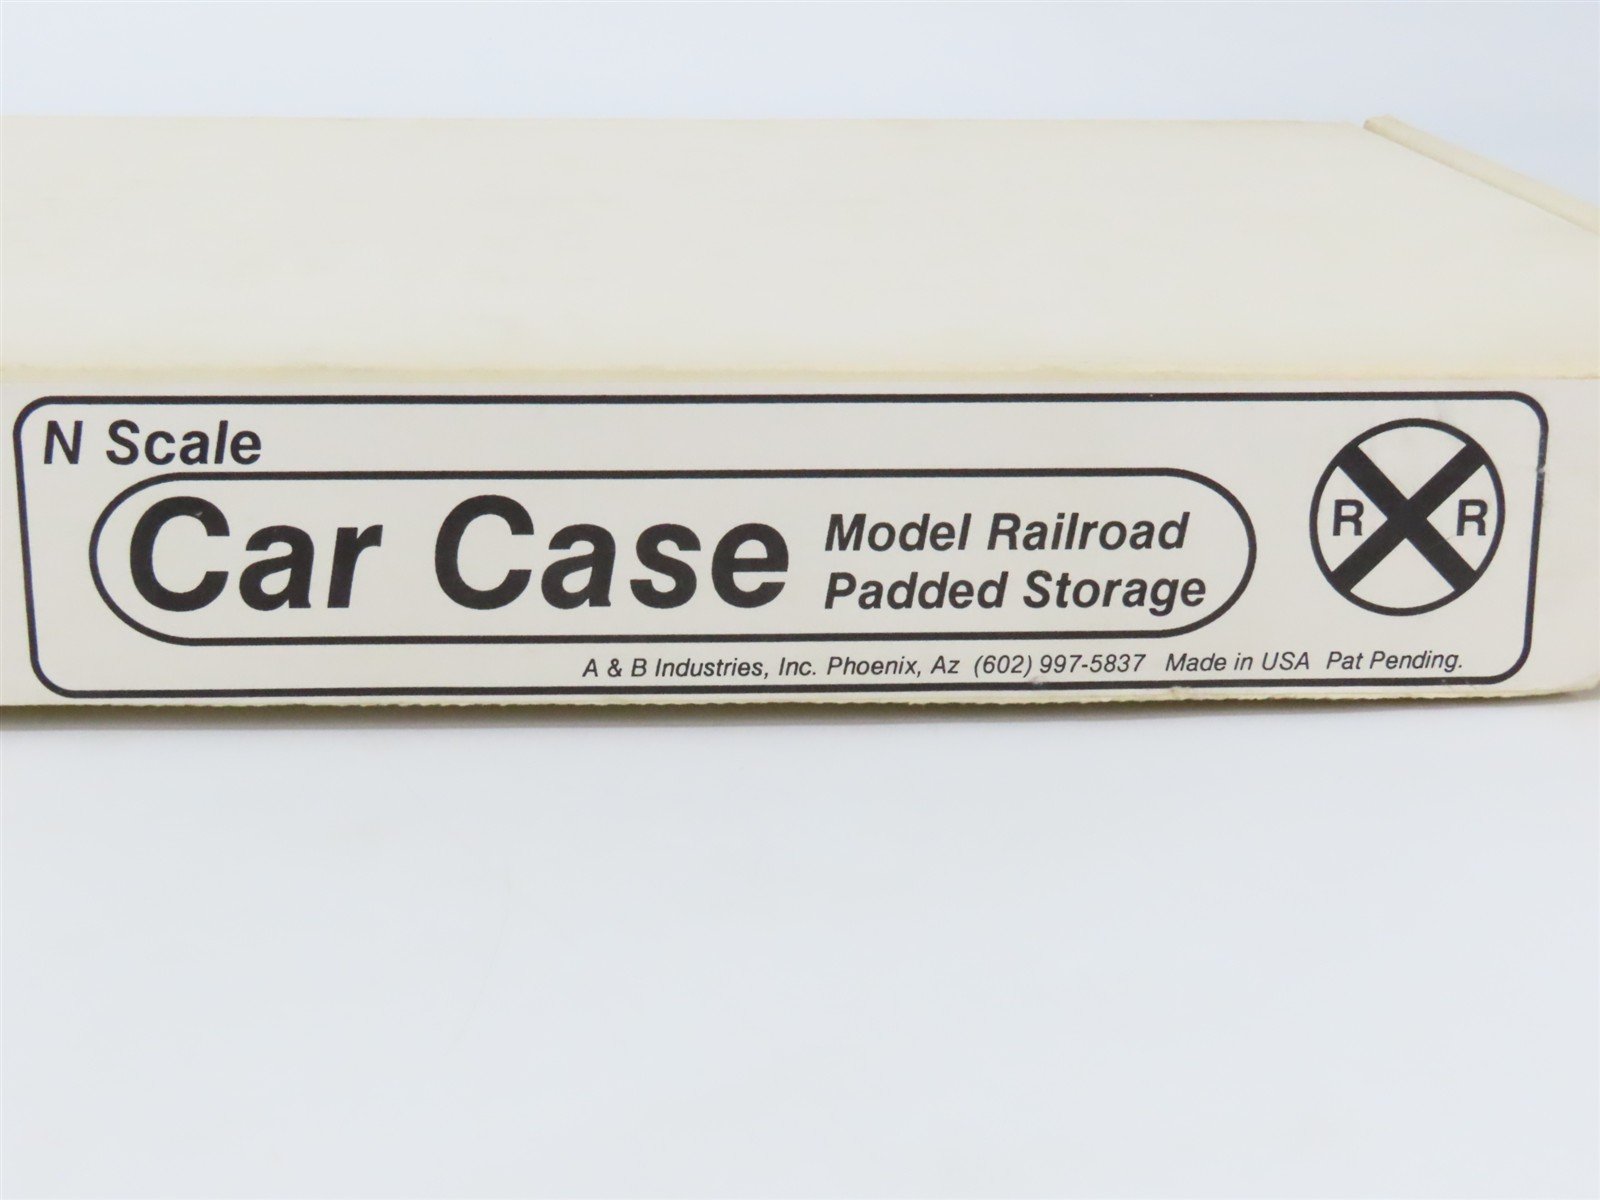 N Scale
Car Case
Model Railroad
Padded Storage
R R
A & B Industries, Inc. Phoenix, Az (602) 997-5837 Made in USA Pat Pending.